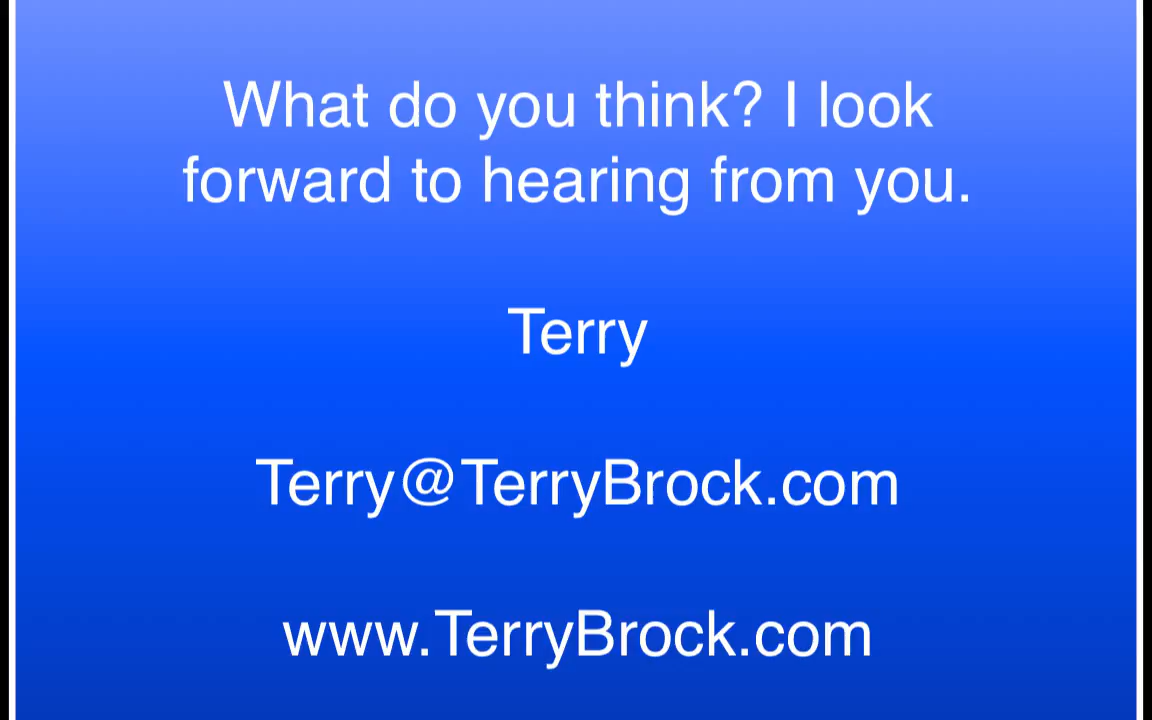 What do you think? I look
forward to hearing from you.
Terry
Terry@TerryBrock.com
www.TerryBrock.com